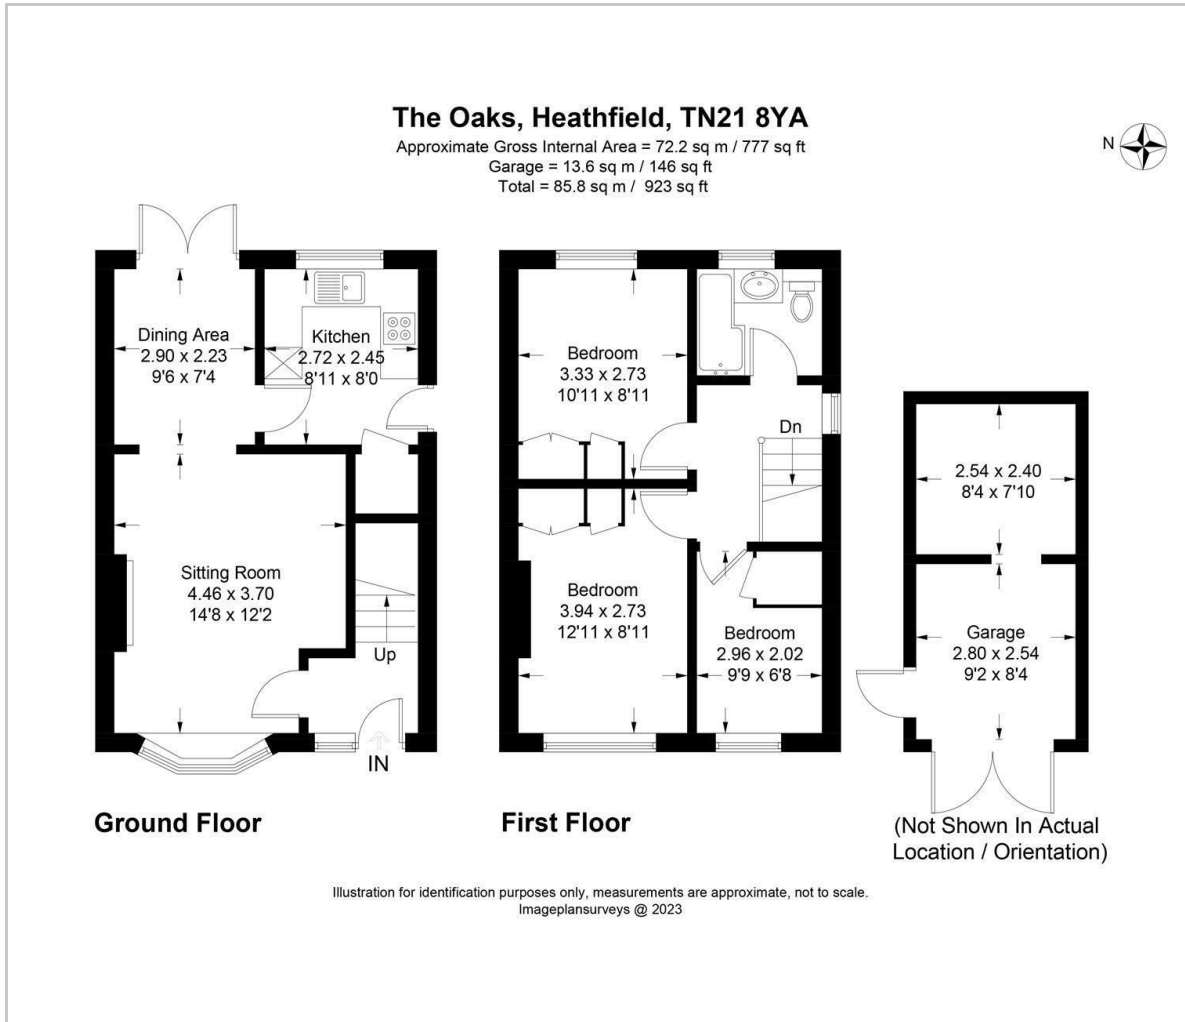 The Oaks, Heathfield, TN21 8YA
Approximate Gross Internal Area = 72.2 sq m / 777 sq ft
Garage = 13.6 sq m / 146 sq ft
Total = 85.8 sq m / 923 sq ft
N
Dining Area
2.90 x 2.23
9'6 x 7'4
Kitchen
2.72 x 2.45
8'11 x 8'0
Sitting Room
4.46 x 3.70
14'8 x 12'2
Up
IN
Ground Floor
Bedroom
3.33 x 2.73
10'11 x 8'11
Dn
Bedroom
3.94 x 2.73
12'11 x 8'11
Bedroom
2.96 x 2.02
9'9 x 6'8
First Floor
2.54 x 2.40
8'4 x 7'10
Garage
2.80 x 2.54
9'2 x 8'4
(Not Shown In Actual
Location / Orientation)
Illustration for identification purposes only, measurements are approximate, not to scale.
Imageplansurveys @ 2023